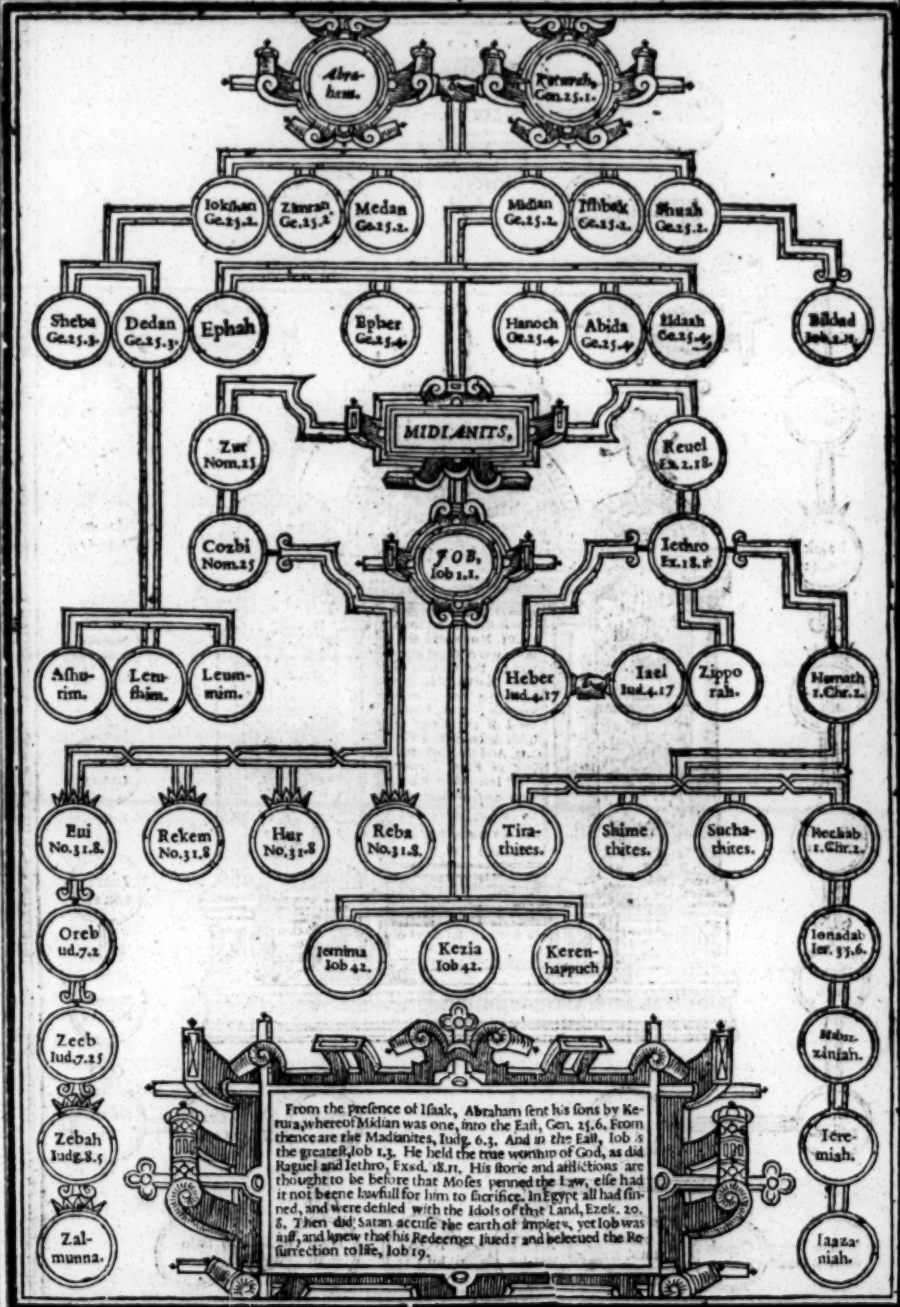 Abra-
ham.
Keturah,
Gen.25.1.
Iokshan
Ge.25.2.
Zimran
Ge.25.2
Medan
Ge.25.2.
Midian
Ge.25.2.
Iſhbak
Ge.25.2.
Shuah
Ge.25.2.
Sheba
Ge.25.3.
Dedan
Ge.25.3.
Ephah
Epher
Ge.25.4.
Hanoch
Ge.25.4.
Abida
Ge.25.4.
Eldaah
Ge.25.4.
Bildad
Iob.2.11.
MIDIANITS,
Zur
Nom.25
Reuel
Ex.2.18.
Cozbi
Nom.25
JOB,
Iob 1.1.
Iethro
Ex.18.1.
Aſhu-
rim.
Letu-
ſhim.
Leum-
mim.
Heber
Iud.4.17
Iael
Iud.4.17
Zippo
rah.
Hemath
1.Chr.2.
Eui
No.31.8.
Rekem
No.31.8
Hur
No.31.8
Reba
No.31.8.
Tira-
thites.
Shime
thites.
Sucha-
thites.
Rechab
1.Chr.2.
Oreb
ud.7.2
Iemima
Iob 42.
Kezia
Iob 42.
Keren-
happuch
Ionadab
Ier. 35.6.
Zeeb
Iud.7.25
ziniah.
Zebah
Iudg.8.5
Iere-
miah.
Zal-
munna.
Iaaza-
niah.
From the preſence of Iſaak, Abraham ſent his ſons by Ke-
tura,whereof Midian was one, into the Eaſt, Gen. 25.6. From
thence are the Madianites, Iudg. 6.3. And in the Eaſt, Iob is
the greateſt,Iob 1.3. He held the true worſhip of God, as did
Raguel and Iethro, Exod. 18.11. His ſtorie and afflictions are
thought to be before that Moſes penned the Law, elſe had
it not beene lawfull for him to ſacrifice. In Egypt all had ſin-
ned, and were defiled with the Idols of that Land, Ezek. 20.
8. Then did Satan accuſe the earth of impiety, yet Iob was
iuſt, and knew that his Redeemer liued: and beleeued the Re
ſurrection to life, Iob 19.